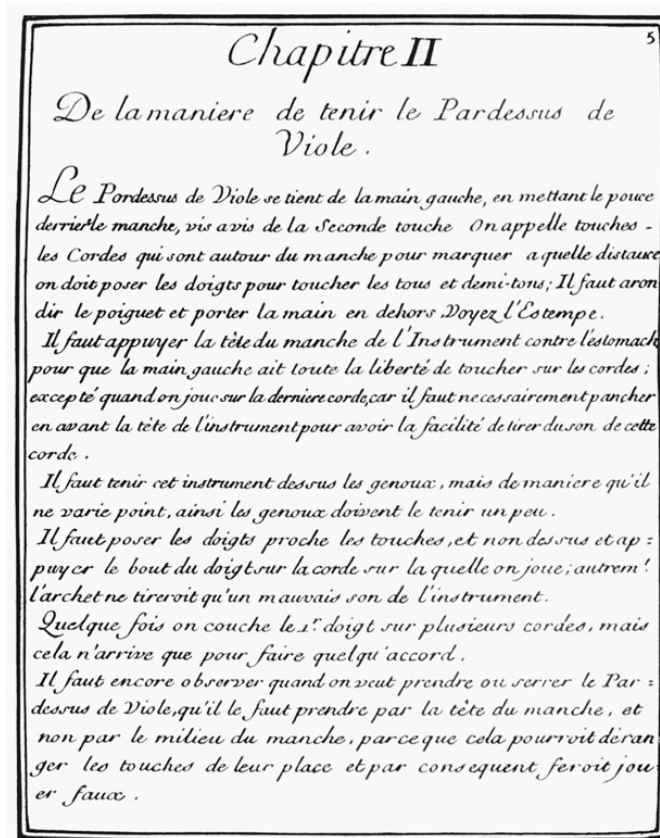 5
Chapitre II
De la maniere de tenir le Pardessus de
Viole.
Le Pordessus de Viole se tient de la main gauche, en mettant le pouce
derrier le manche, vis a vis de la Seconde touche On appelle touches -
les Cordes qui sont autour du manche pour marquer a quelle distance
on doit poser les doigts pour toucher les tous et demi-tons; Il faut aron
dir le poiguet et porter la main en dehors Voyez l'Estempe.
Il faut appuyer la tête du manche de l'Instrument contre l'estomach
pour que la main gauche ait toute la liberté de toucher sur les cordes;
excepté quand on joue sur la derniere corde, car il faut necessairement pancher
en avant la tête de l'instrument pour avoir la facilité de tirer du son de cette
corde.
Il faut tenir cet instrument dessus les genoux, mais de maniere qu'il
ne varie point, ainsi les genoux doivent le tenir un peu.
Il faut poser les doigts proche les touches, et non dessus et ap =
puyer le bout du doigt sur la corde sur la quelle on joue; autremt.
l'archet ne tireroit qu'un mauvais son de l'instrument.
Quelque fois on couche le 1r. doigt sur plusieurs cordes, mais
cela n'arrive que pour faire quelqu'accord.
Il faut encore observer quand on veut prendre ou serrer le Par =
dessus de Viole, qu'il le faut prendre par la tête du manche, et
non par le milieu du manche, parce que cela pourroit déran
ger les touches de leur place et par consequent feroit jou
er faux.